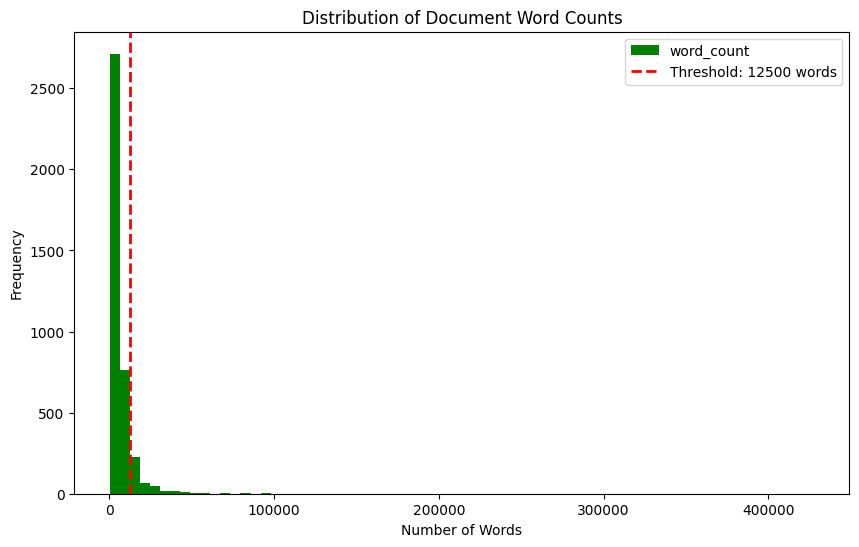 Distribution of Document Word Counts
word_count
Threshold: 12500 words
Frequency
2500
2000
1500
1000
500
0
0 100000 200000 300000 400000
Number of Words